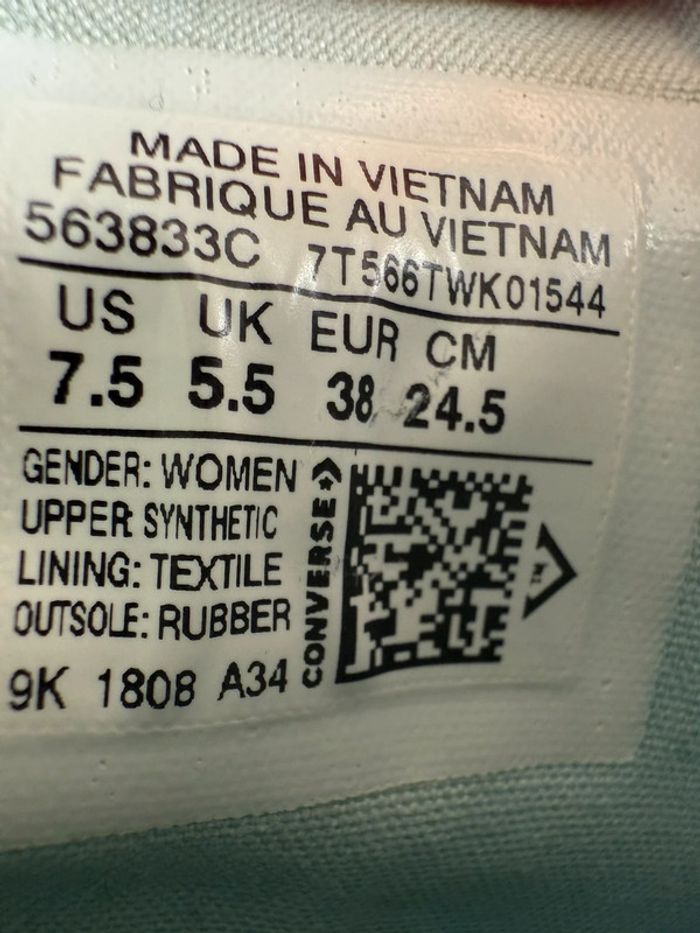 MADE IN VIETNAM
FABRIQUE AU VIETNAM
563833C 7T566TWK01544
US UK EUR CM
7.5 5.5 38 24.5
GENDER: WOMEN
UPPER: SYNTHETIC
LINING: TEXTILE
OUTSOLE: RUBBER
9K 1808 A34
CONVERSE
TM